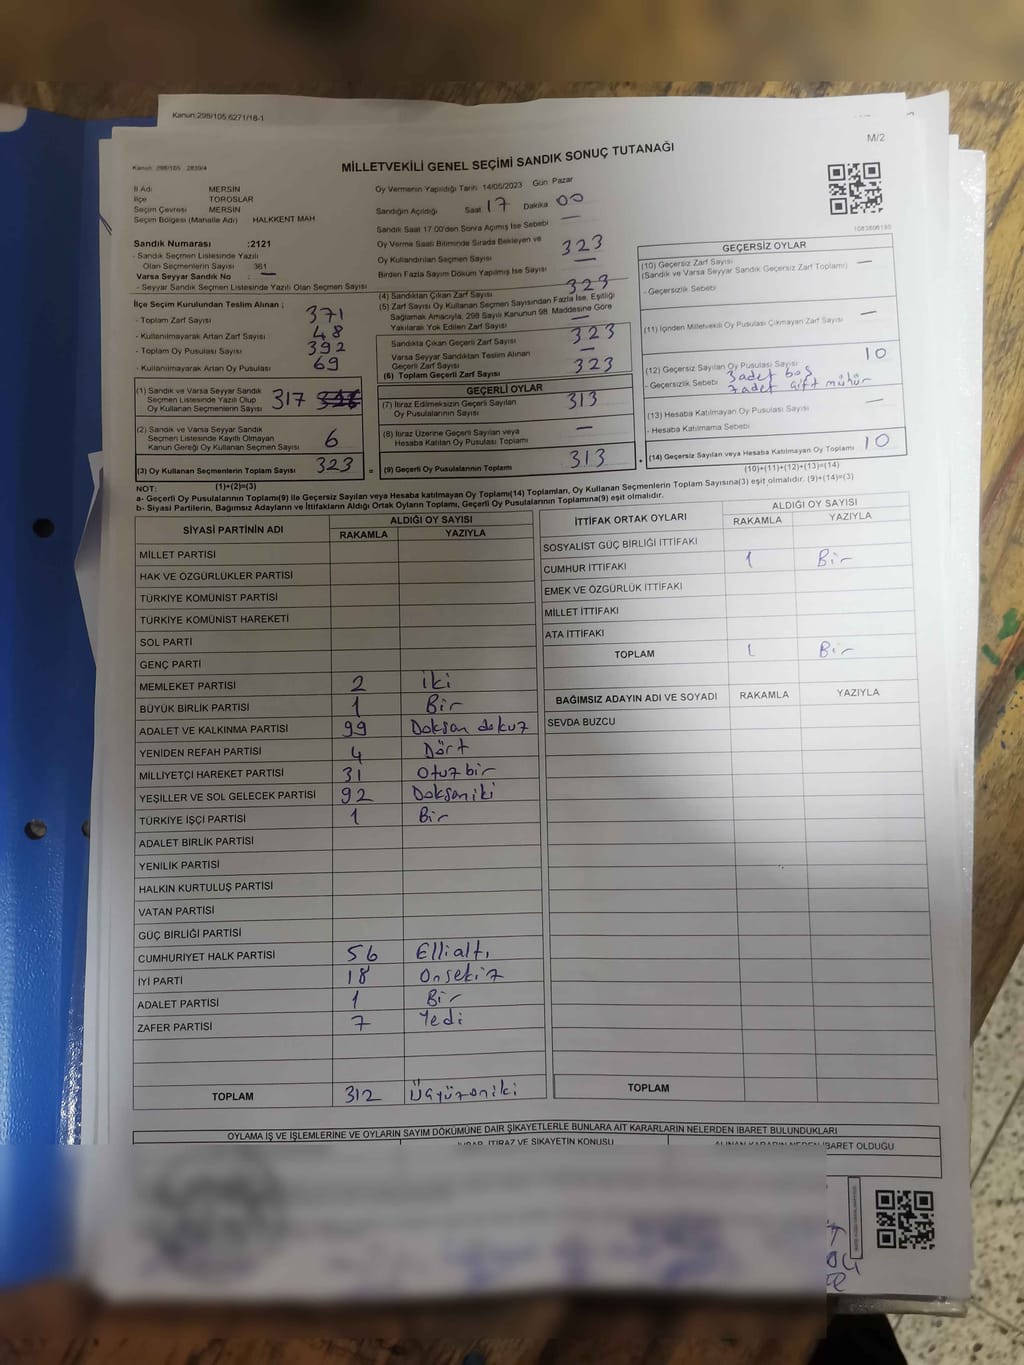 Kanun:298/105,6271/18-1
M/2
Kanun: 298/105 2839/4
MİLLETVEKİLİ GENEL SEÇİMİ SANDIK SONUÇ TUTANAĞI
İl Adı MERSİN
İlçe TOROSLAR
Seçim Çevresi MERSİN
Seçim Bölgesi (Mahalle Adı) HALKKENT MAH.
Sandık Numarası :2121
- Sandık Seçmen Listesinde Yazılı
Olan Seçmenlerin Sayısı 361
Varsa Seyyar Sandık No : —
- Seyyar Sandık Seçmen Listesinde Yazılı Olan Seçmen Sayısı
Oy Vermenin Yapıldığı Tarih 14/05/2023 Gün Pazar
Sandığın Açıldığı Saat 17 Dakika 00
Sandık Saat 17.00'den Sonra Açılmış İse Sebebi —
Oy Verme Saati Bitiminde Sırada Bekleyen ve
Oy Kullandırılan Seçmen Sayısı 323
Birden Fazla Sayım Döküm Yapılmış İse Sayısı —
İlçe Seçim Kurulundan Teslim Alınan ;
- Toplam Zarf Sayısı 371
- Kullanılmayarak Artan Zarf Sayısı 48
- Toplam Oy Pusulası Sayısı 392
- Kullanılmayarak Artan Oy Pusulası 69
(1) Sandık ve Varsa Seyyar Sandık
Seçmen Listesinde Yazılı Olup
Oy Kullanan Seçmenlerin Sayısı 317
(2) Sandık ve Varsa Seyyar Sandık
Seçmen Listesinde Kayıtlı Olmayan
Kanun Gereği Oy Kullanan Seçmen Sayısı 6
(3) Oy Kullanan Seçmenlerin Toplam Sayısı 323 =
(1)+(2)=(3)
(4) Sandıktan Çıkan Zarf Sayısı 323
(5) Zarf Sayısı Oy Kullanan Seçmen Sayısından Fazla İse, Eşitliği
Sağlamak Amacıyla, 298 Sayılı Kanunun 98. Maddesine Göre
Yakılarak Yok Edilen Zarf Sayısı —
Sandıkta Çıkan Geçerli Zarf Sayısı 323
Varsa Seyyar Sandıktan Teslim Alınan
Geçerli Zarf Sayısı —
(6) Toplam Geçerli Zarf Sayısı 323
GEÇERLİ OYLAR
(7) İtiraz Edilmeksizin Geçerli Sayılan
Oy Pusulalarının Sayısı 313
(8) İtiraz Üzerine Geçerli Sayılan veya
Hesaba Katılan Oy Pusulası Toplamı —
(9) Geçerli Oy Pusulalarının Toplamı 313 +
1083806190
GEÇERSİZ OYLAR
(10) Geçersiz Zarf Sayısı —
(Sandık ve Varsa Seyyar Sandık Geçersiz Zarf Toplamı)
- Geçersizlik Sebebi
(11) İçinden Milletvekili Oy Pusulası Çıkmayan Zarf Sayısı —
(12) Geçersiz Sayılan Oy Pusulası Sayısı 10
- Geçersizlik Sebebi 3 adet boş
7 adet çift mühür
(13) Hesaba Katılmayan Oy Pusulası Sayısı —
- Hesaba Katılmama Sebebi
(14) Geçersiz Sayılan veya Hesaba Katılmayan Oy Toplamı 10
(10)+(11)+(12)+(13)=(14)
NOT:
a- Geçerli Oy Pusulalarının Toplamı(9) ile Geçersiz Sayılan veya Hesaba katılmayan Oy Toplamı(14) Toplamları, Oy Kullanan Seçmenlerin Toplam Sayısına(3) eşit olmalıdır. (9)+(14)=(3)
b- Siyasi Partilerin, Bağımsız Adayların ve İttifakların Aldığı Ortak Oyların Toplamı, Geçerli Oy Pusulalarının Toplamına(9) eşit olmalıdır.
SİYASİ PARTİNİN ADI ALDIĞI OY SAYISI
RAKAMLA YAZIYLA
MİLLET PARTİSİ
HAK VE ÖZGÜRLÜKLER PARTİSİ
TÜRKİYE KOMÜNİST PARTİSİ
TÜRKİYE KOMÜNİST HAREKETİ
SOL PARTİ
GENÇ PARTİ
MEMLEKET PARTİSİ 2 iki
BÜYÜK BİRLİK PARTİSİ 1 Bir
ADALET VE KALKINMA PARTİSİ 99 Doksan dokuz
YENİDEN REFAH PARTİSİ 4 Dört
MİLLİYETÇİ HAREKET PARTİSİ 31 Otuzbir
YEŞİLLER VE SOL GELECEK PARTİSİ 92 Doksaniki
TÜRKİYE İŞÇİ PARTİSİ 1 Bir
ADALET BİRLİK PARTİSİ
YENİLİK PARTİSİ
HALKIN KURTULUŞ PARTİSİ
VATAN PARTİSİ
GÜÇ BİRLİĞİ PARTİSİ
CUMHURİYET HALK PARTİSİ 56 Ellialtı
İYİ PARTİ 18 Onsekiz
ADALET PARTİSİ 1 Bir
ZAFER PARTİSİ 7 Yedi
TOPLAM 312 Üçyüzoniki
İTTİFAK ORTAK OYLARI ALDIĞI OY SAYISI
RAKAMLA YAZIYLA
SOSYALİST GÜÇ BİRLİĞİ İTTİFAKI
CUMHUR İTTİFAKI 1 Bir
EMEK VE ÖZGÜRLÜK İTTİFAKI
MİLLET İTTİFAKI
ATA İTTİFAKI
TOPLAM 1 Bir
BAĞIMSIZ ADAYIN ADI VE SOYADI RAKAMLA YAZIYLA
SEVDA BUZCU
TOPLAM
OYLAMA İŞ VE İŞLEMLERİNE VE OYLARIN SAYIM DÖKÜMÜNE DAİR ŞİKAYETLERLE BUNLARA AİT KARARLARIN NELERDEN İBARET BULUNDUKLARI
İHBAR, İTİRAZ VE ŞİKAYETİN KONUSU ALINAN KARARIN NEDEN İBARET OLDUĞU